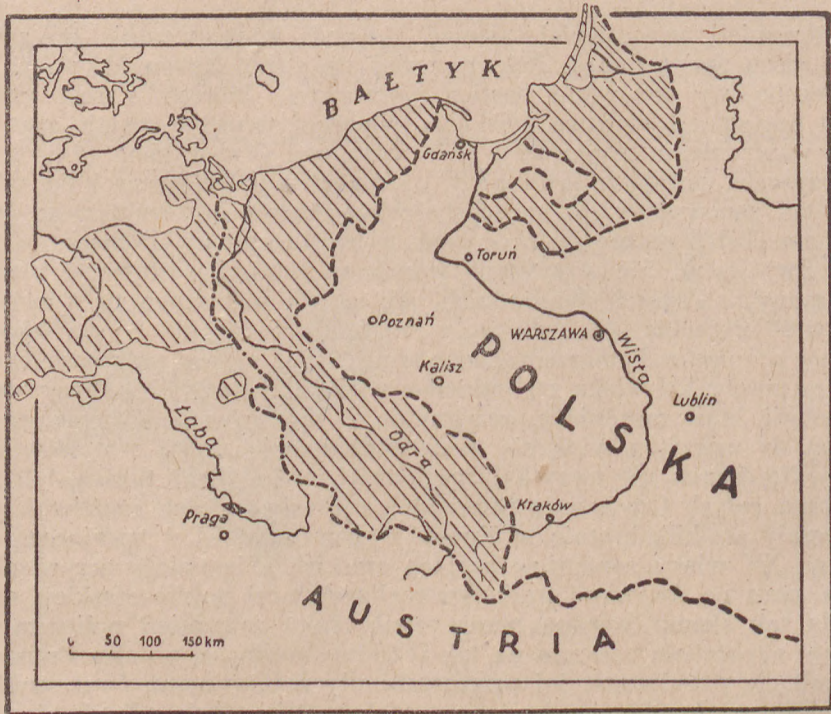 BAŁTYK
Gdańsk
Toruń
Poznań
WARSZAWA
Wisła
Kalisz
POLSKA
Lublin
Łaba
Odra
Kraków
Praga
AUSTRIA
0 50 100 150 km